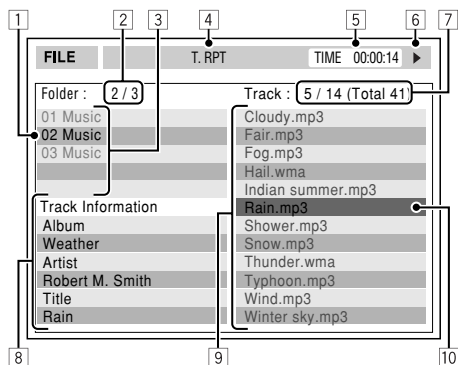 1 2 3 4 5 6 7
FILE T. RPT TIME 00:00:14
Folder : 2 / 3 Track : 5 / 14 (Total 41)
01 Music
02 Music
03 Music
Track Information
Album
Weather
Artist
Robert M. Smith
Title
Rain
Cloudy.mp3
Fair.mp3
Fog.mp3
Hail.wma
Indian summer.mp3
Rain.mp3
Shower.mp3
Snow.mp3
Thunder.wma
Typhoon.mp3
Wind.mp3
Winter sky.mp3
8 9 10